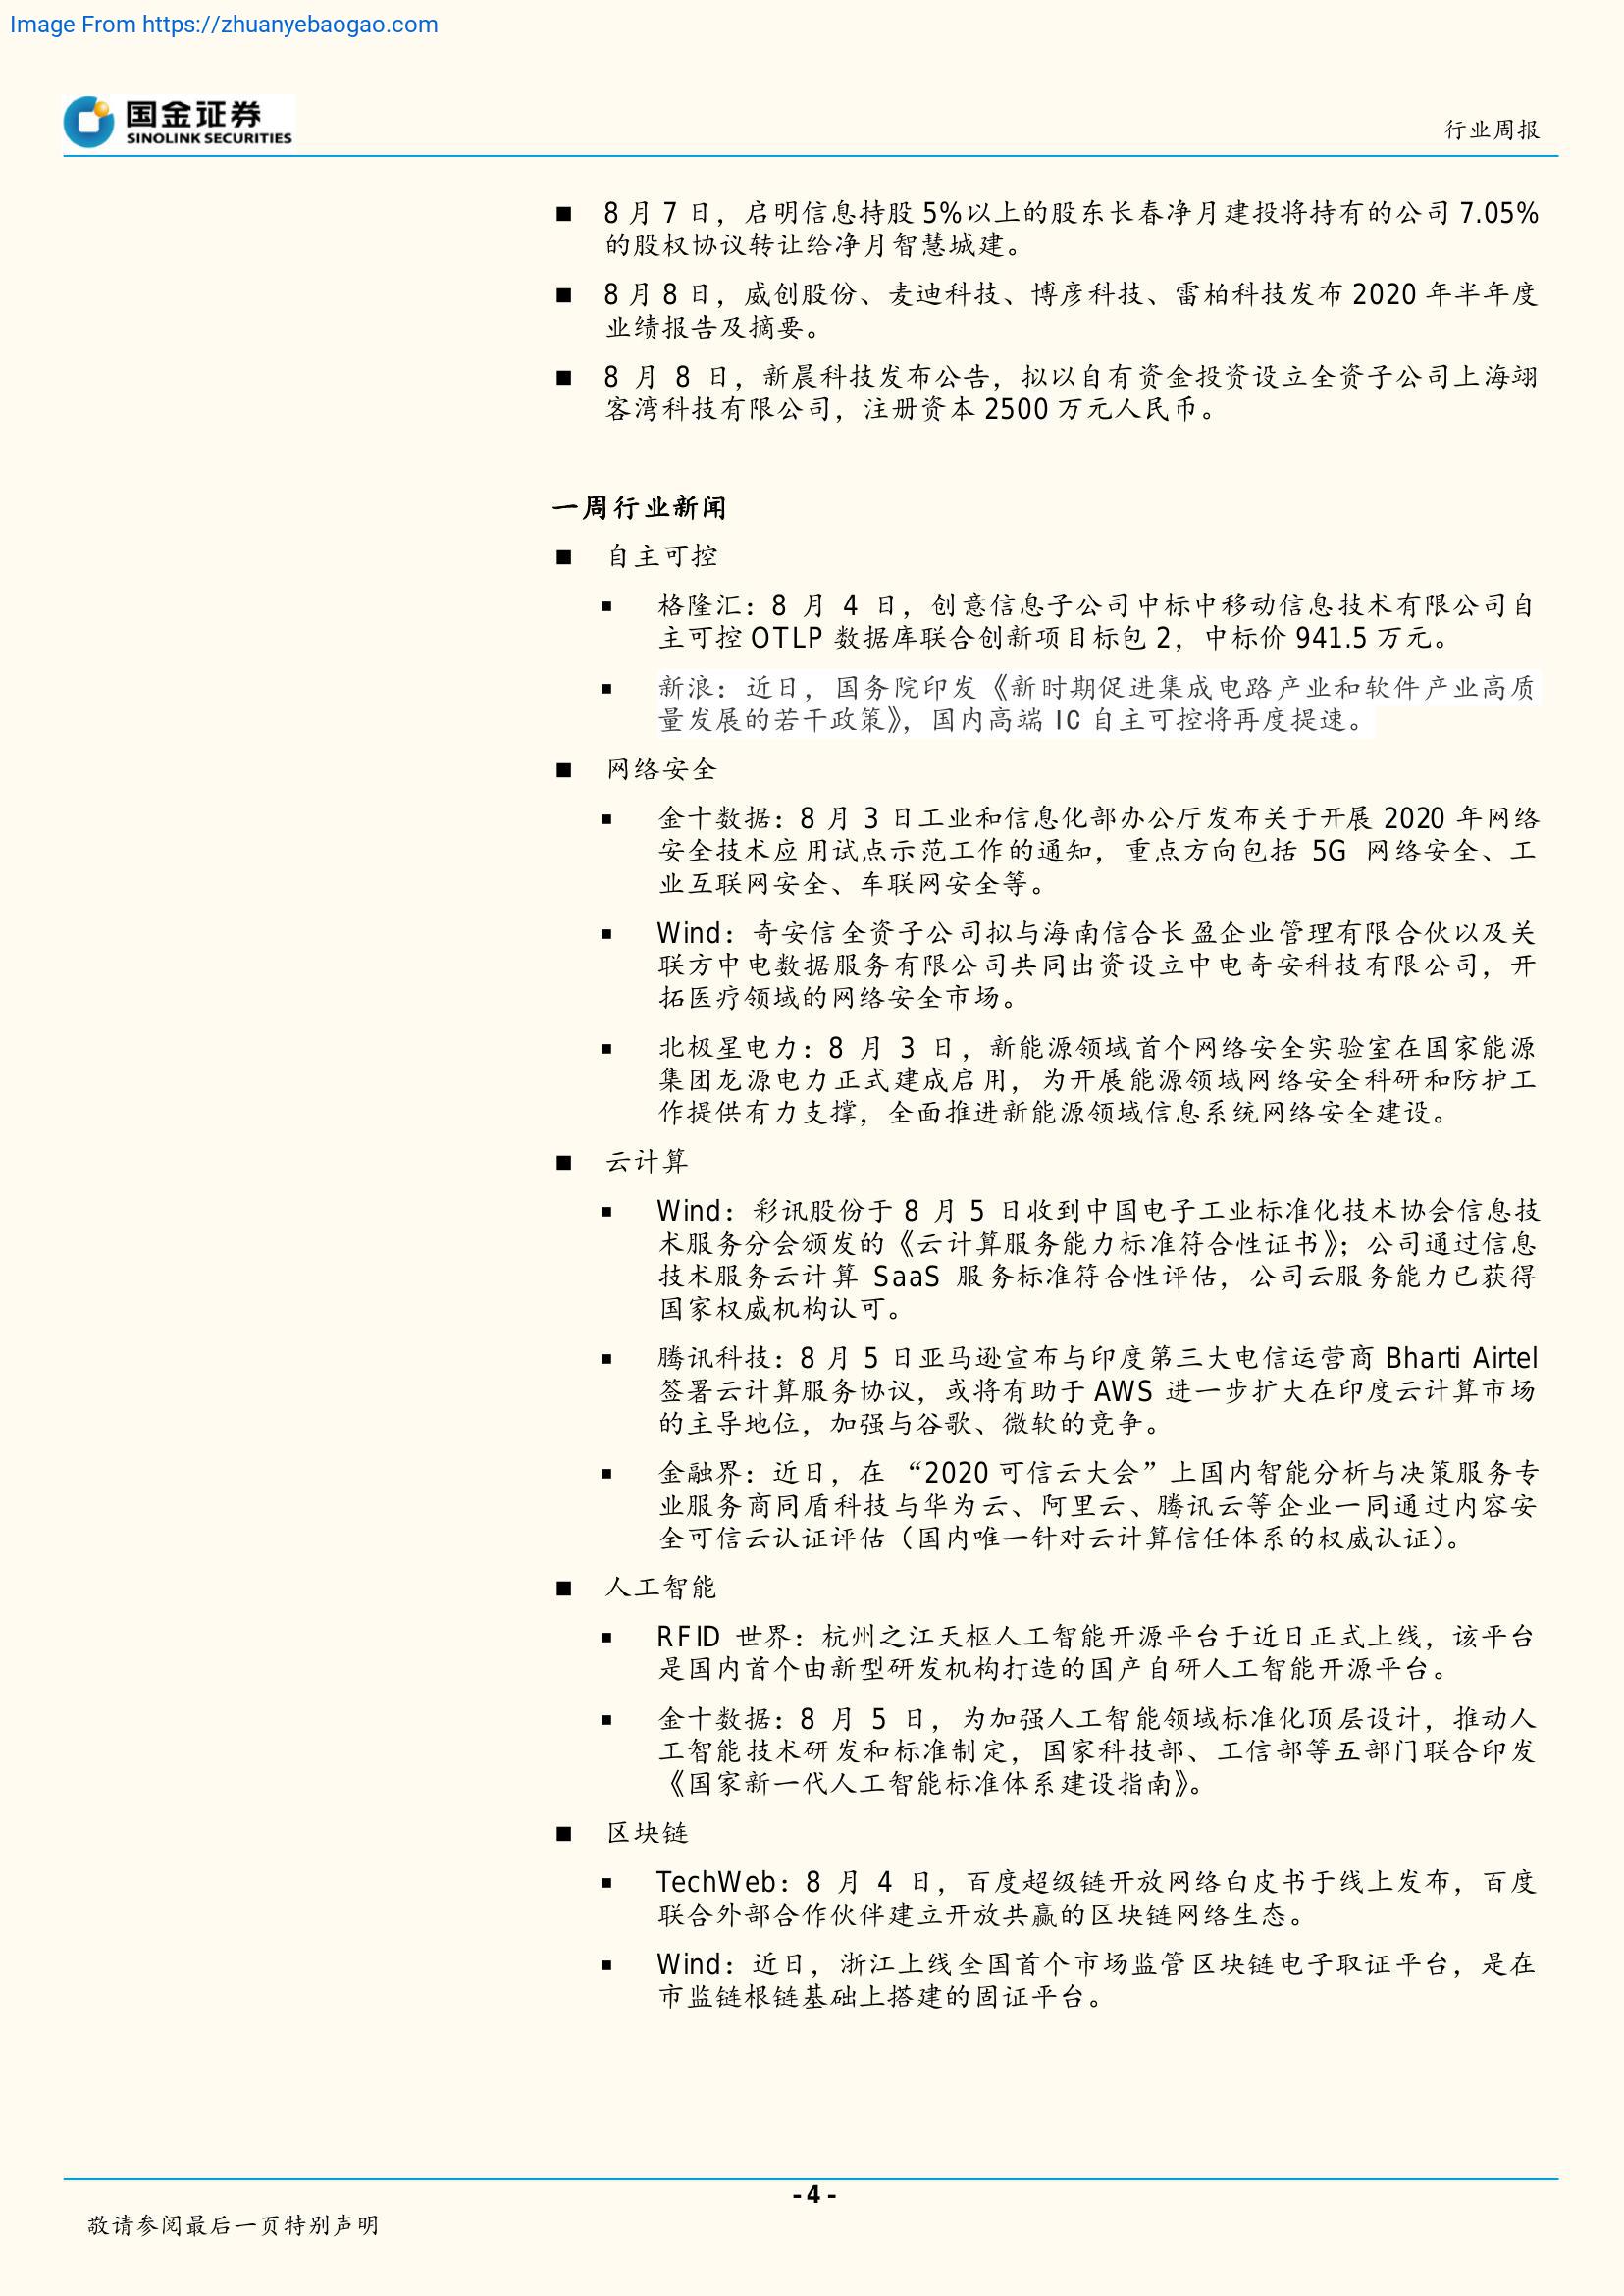 Image From https://zhuanyebaogao.com
国金证券
SINOLINK SECURITIES
行业周报
■ 8 月 7 日，启明信息持股 5%以上的股东长春净月建投将持有的公司 7.05%
的股权协议转让给净月智慧城建。
■ 8 月 8 日，威创股份、麦迪科技、博彦科技、雷柏科技发布 2020 年半年度
业绩报告及摘要。
■ 8 月 8 日，新晨科技发布公告，拟以自有资金投资设立全资子公司上海翊
客湾科技有限公司，注册资本 2500 万元人民币。
一周行业新闻
■ 自主可控
■ 格隆汇：8 月 4 日，创意信息子公司中标中移动信息技术有限公司自
主可控 OTLP 数据库联合创新项目标包 2，中标价 941.5 万元。
■ 新浪：近日，国务院印发《新时期促进集成电路产业和软件产业高质
量发展的若干政策》，国内高端 IC 自主可控将再度提速。
■ 网络安全
■ 金十数据：8 月 3 日工业和信息化部办公厅发布关于开展 2020 年网络
安全技术应用试点示范工作的通知，重点方向包括 5G 网络安全、工
业互联网安全、车联网安全等。
■ Wind：奇安信全资子公司拟与海南信合长盈企业管理有限合伙以及关
联方中电数据服务有限公司共同出资设立中电奇安科技有限公司，开
拓医疗领域的网络安全市场。
■ 北极星电力：8 月 3 日，新能源领域首个网络安全实验室在国家能源
集团龙源电力正式建成启用，为开展能源领域网络安全科研和防护工
作提供有力支撑，全面推进新能源领域信息系统网络安全建设。
■ 云计算
■ Wind：彩讯股份于 8 月 5 日收到中国电子工业标准化技术协会信息技
术服务分会颁发的《云计算服务能力标准符合性证书》；公司通过信息
技术服务云计算 SaaS 服务标准符合性评估，公司云服务能力已获得
国家权威机构认可。
■ 腾讯科技：8 月 5 日亚马逊宣布与印度第三大电信运营商 Bharti Airtel
签署云计算服务协议，或将有助于 AWS 进一步扩大在印度云计算市场
的主导地位，加强与谷歌、微软的竞争。
■ 金融界：近日，在 “2020 可信云大会”上国内智能分析与决策服务专
业服务商同盾科技与华为云、阿里云、腾讯云等企业一同通过内容安
全可信云认证评估（国内唯一针对云计算信任体系的权威认证）。
■ 人工智能
■ RFID 世界：杭州之江天枢人工智能开源平台于近日正式上线，该平台
是国内首个由新型研发机构打造的国产自研人工智能开源平台。
■ 金十数据：8 月 5 日，为加强人工智能领域标准化顶层设计，推动人
工智能技术研发和标准制定，国家科技部、工信部等五部门联合印发
《国家新一代人工智能标准体系建设指南》。
■ 区块链
■ TechWeb：8 月 4 日，百度超级链开放网络白皮书于线上发布，百度
联合外部合作伙伴建立开放共赢的区块链网络生态。
■ Wind：近日，浙江上线全国首个市场监管区块链电子取证平台，是在
市监链根链基础上搭建的固证平台。
- 4 -
敬请参阅最后一页特别声明